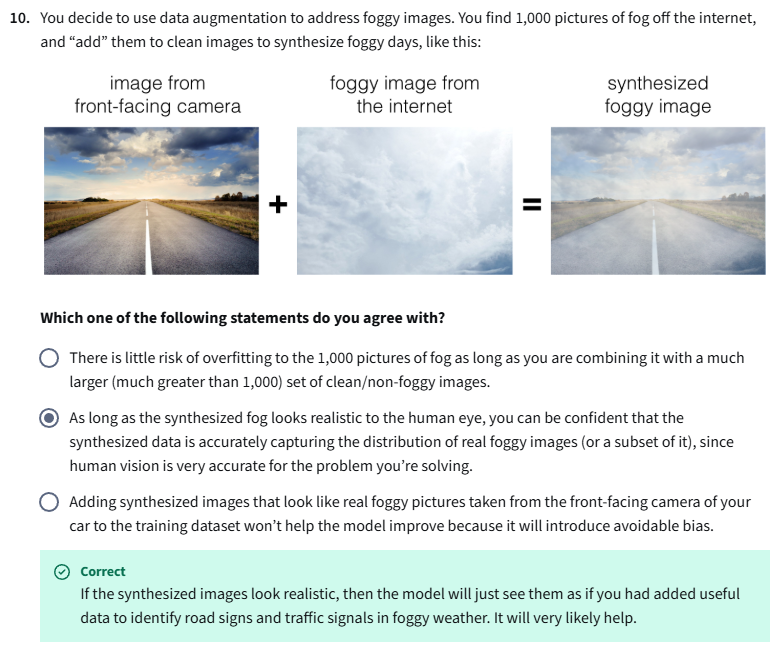 10. You decide to use data augmentation to address foggy images. You find 1,000 pictures of fog off the internet,
and “add” them to clean images to synthesize foggy days, like this:
image from
front-facing camera
foggy image from
the internet
synthesized
foggy image
+
=
Which one of the following statements do you agree with?
There is little risk of overfitting to the 1,000 pictures of fog as long as you are combining it with a much
larger (much greater than 1,000) set of clean/non-foggy images.
As long as the synthesized fog looks realistic to the human eye, you can be confident that the
synthesized data is accurately capturing the distribution of real foggy images (or a subset of it), since
human vision is very accurate for the problem you’re solving.
Adding synthesized images that look like real foggy pictures taken from the front-facing camera of your
car to the training dataset won’t help the model improve because it will introduce avoidable bias.
Correct
If the synthesized images look realistic, then the model will just see them as if you had added useful
data to identify road signs and traffic signals in foggy weather. It will very likely help.